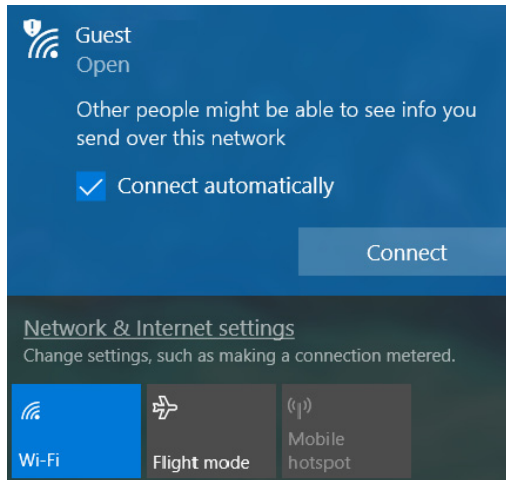 Guest
Open
Other people might be able to see info you
send over this network
Connect automatically
Connect
Network & Internet settings
Change settings, such as making a connection metered.
Wi-Fi
Flight mode
Mobile
hotspot